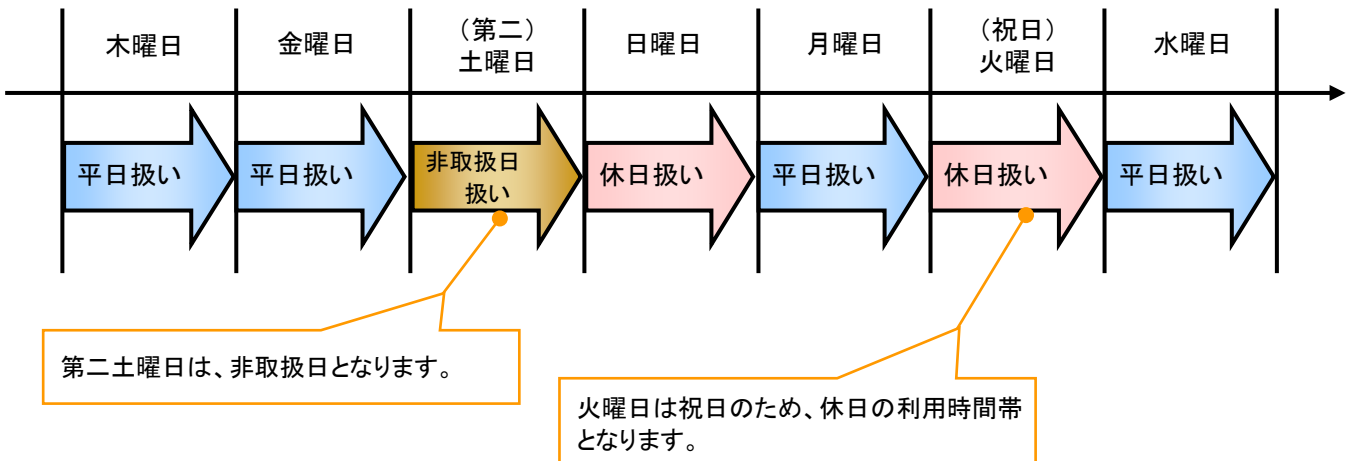 木曜日
金曜日
（第二）
土曜日
日曜日
月曜日
（祝日）
火曜日
水曜日
平日扱い
平日扱い
非取扱日
扱い
休日扱い
平日扱い
休日扱い
平日扱い
第二土曜日は、非取扱日となります。
火曜日は祝日のため、休日の利用時間帯
となります。